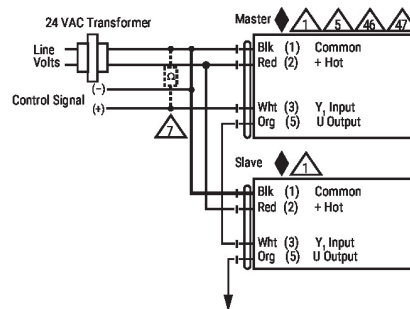 24 VAC Transformer
Master 1 5 46 47
Line
Volts
Blk (1) Common
Red (2) + Hot
Control Signal (–)
(+)
Ω
7
Wht (3) Y1 Input
Org (5) U Output
Slave 1
Blk (1) Common
Red (2) + Hot
Wht (3) Y1 Input
Org (5) U Output